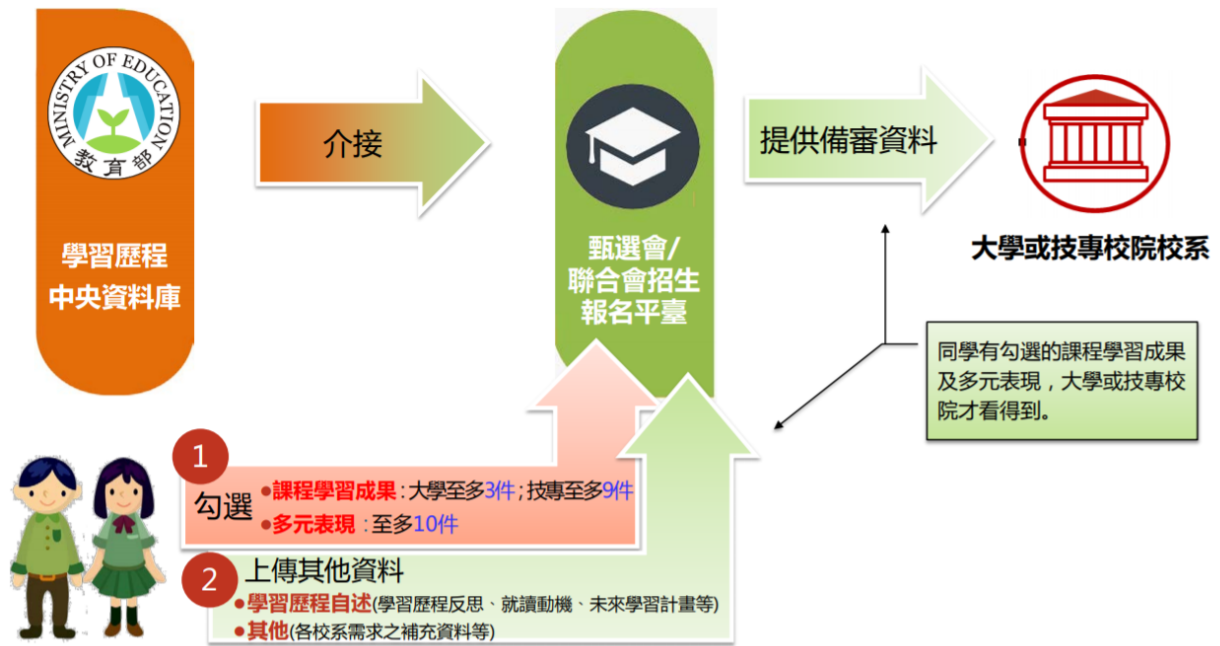 MINISTRY OF EDUCATION
教育部
學習歷程
中央資料庫
介接
甄選會/
聯合會招生
報名平臺
提供備審資料
大學或技專校院校系
同學有勾選的課程學習成果
及多元表現，大學或技專校
院才看得到。
1
勾選
●課程學習成果：大學至多3件；技專至多9件
●多元表現：至多10件
2
上傳其他資料
●學習歷程自述(學習歷程反思、就讀動機、未來學習計畫等)
●其他(各校系需求之補充資料等)